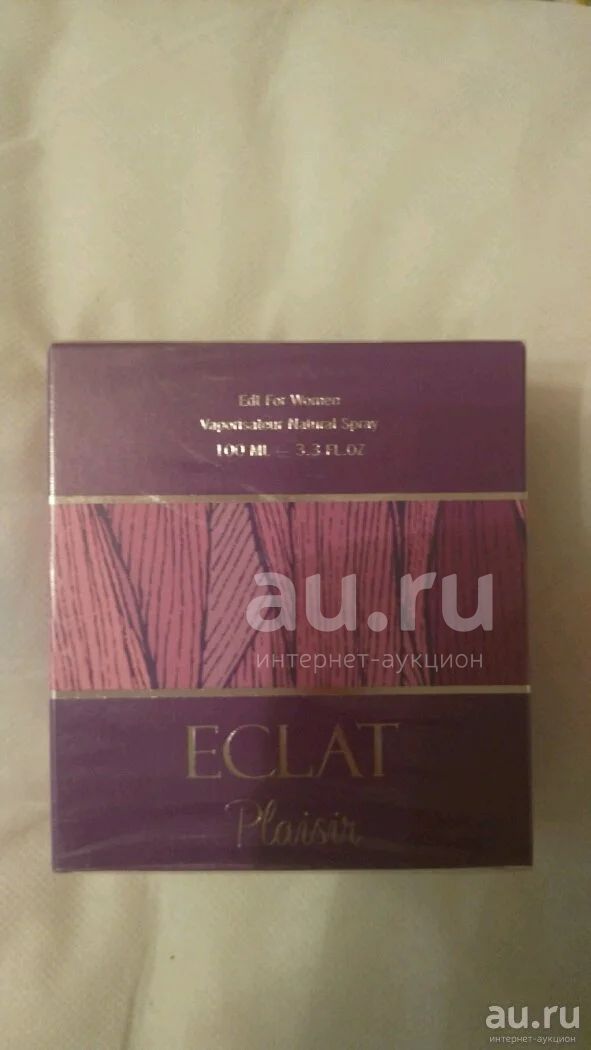 Edt For Women
Vaporisateur Natural Spray
100 ML – 3.3 FL.OZ
au.ru
интернет-аукцион
ECLAT
Plaisir
au.ru
интернет-аукцион